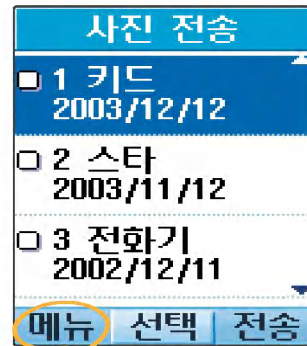 사진 전송
1 키드
2003/12/12
2 스타
2003/11/12
3 전화기
2002/12/11
메뉴 선택 전송